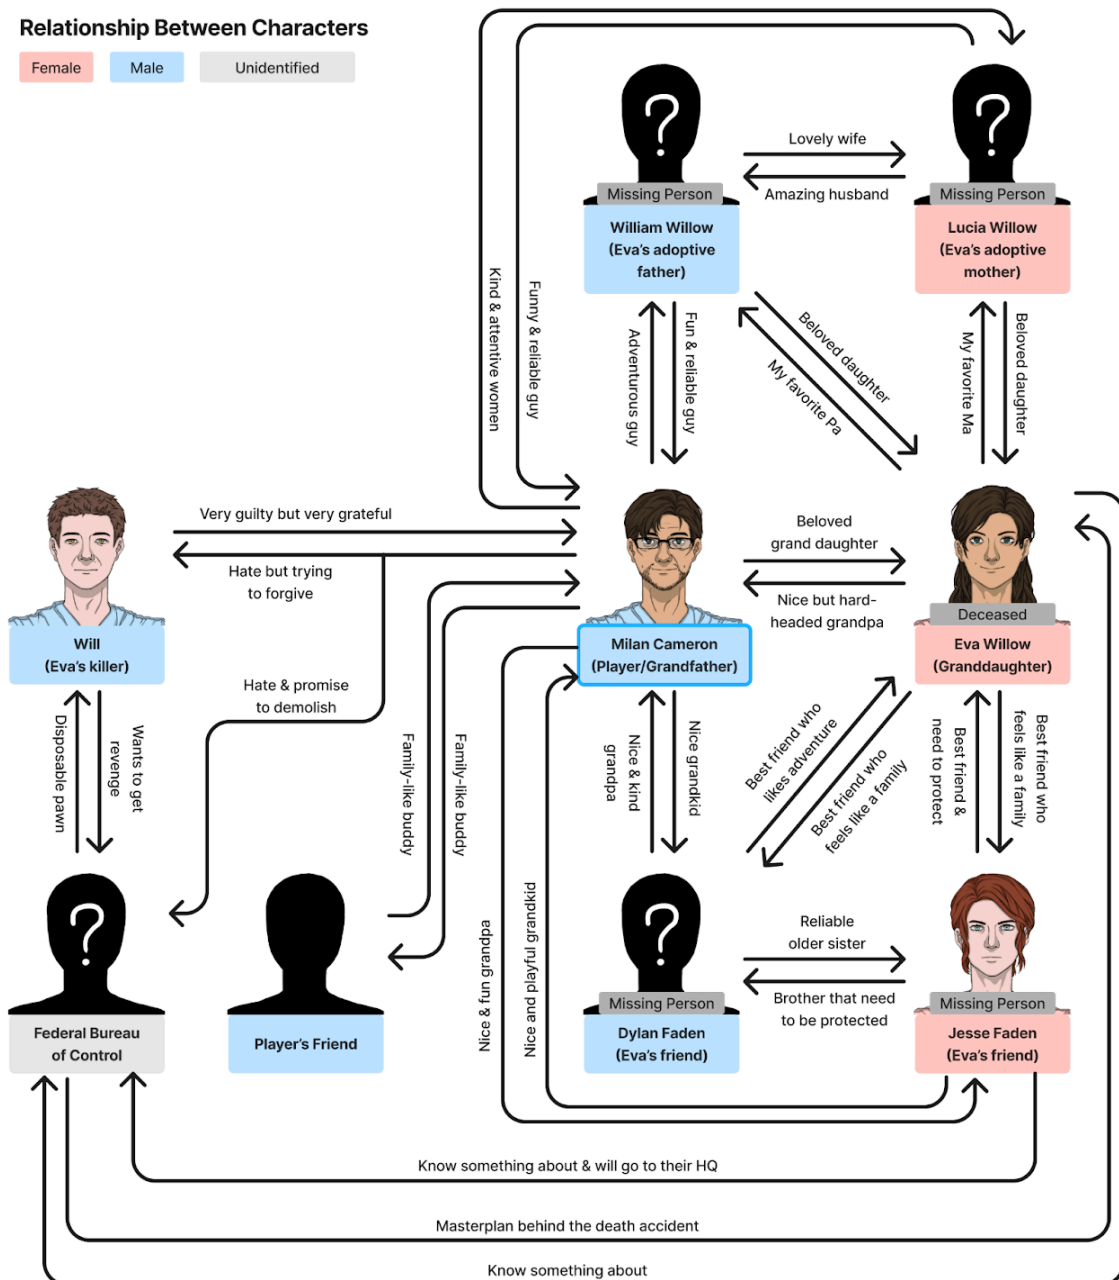 Relationship Between Characters
Female
Male
Unidentified
?
?
Lovely wife
Amazing husband
Missing Person
Missing Person
William Willow
(Eva's adoptive
father)
Lucia Willow
(Eva's adoptive
mother)
Kind & attentive women
Funny & reliable guy
Adventurous guy
Fun & reliable guy
Beloved daughter
My favorite Pa
My favorite Ma
Beloved daughter
Very guilty but very grateful
Hate but trying
to forgive
Beloved
grand daughter
Nice but hard-
headed grandpa
Deceased
Will
(Eva's killer)
Milan Cameron
(Player/Grandfather)
Eva Willow
(Granddaughter)
Hate & promise
to demolish
Disposable pawn
Wants to get
revenge
Family-like buddy
Family-like buddy
Nice & kind
grandpa
Nice grandkid
Best friend who
likes adventure
Best friend who
feels like a family
Best friend &
need to protect
Best friend who
feels like a family
?
?
Nice & fun grandpa
Nice and playful grandkid
Reliable
older sister
Brother that need
to be protected
Missing Person
Missing Person
Federal Bureau
of Control
Player's Friend
Dylan Faden
(Eva's friend)
Jesse Faden
(Eva's friend)
Know something about & will go to their HQ
Masterplan behind the death accident
Know something about